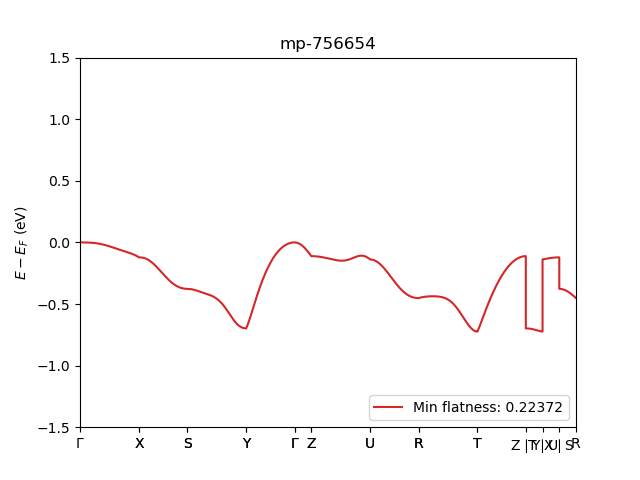 mp-756654
1.5
1.0
0.5
0.0
−0.5
−1.0
−1.5
E − E_F (eV)
Min flatness: 0.22372
Γ X S Y Γ Z U R T Z | T Y | X U | S R